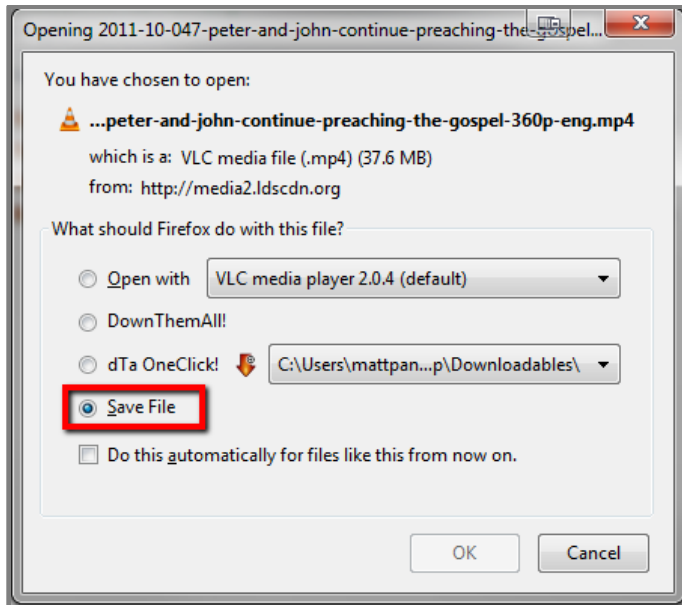 Opening 2011-10-047-peter-and-john-continue-preaching-the-gospel...
You have chosen to open:
...peter-and-john-continue-preaching-the-gospel-360p-eng.mp4
which is a: VLC media file (.mp4) (37.6 MB)
from: http://media2.ldscdn.org
What should Firefox do with this file?
Open with VLC media player 2.0.4 (default)
DownThemAll!
dTa OneClick! C:\Users\mattpan...p\Downloadables\
Save File
Do this automatically for files like this from now on.
OK Cancel